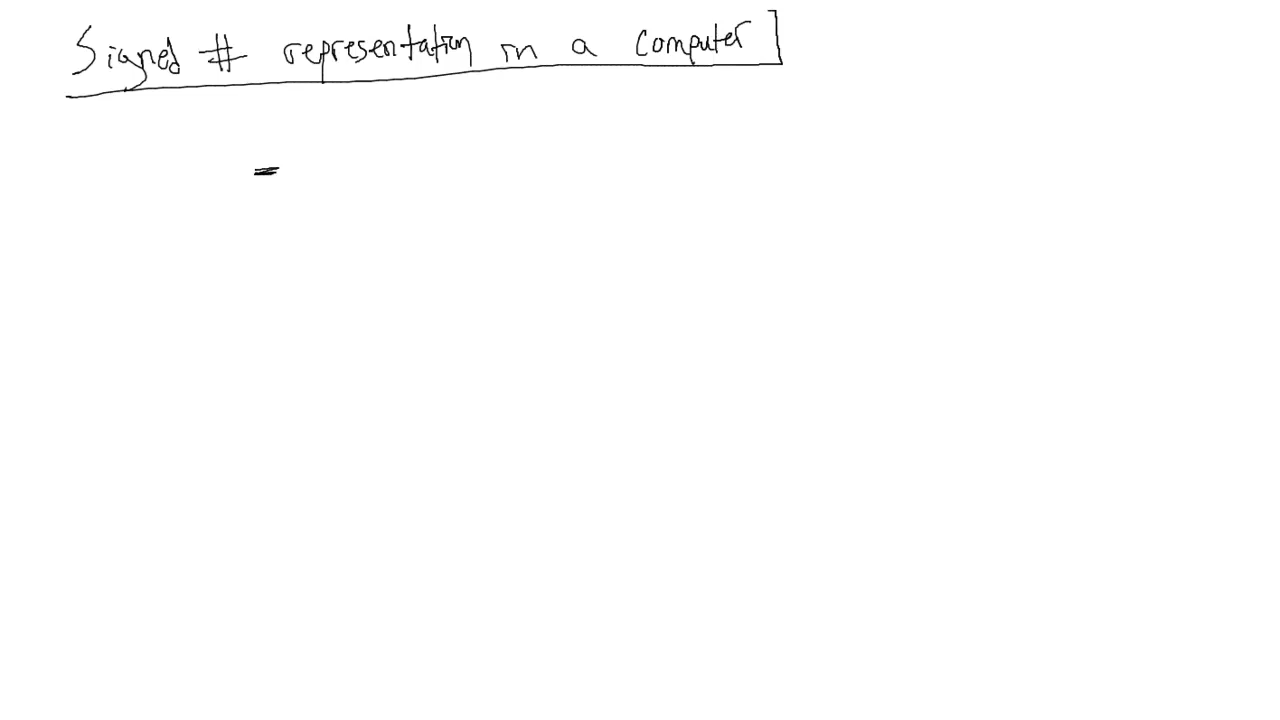 Signed # representation in a computer
=